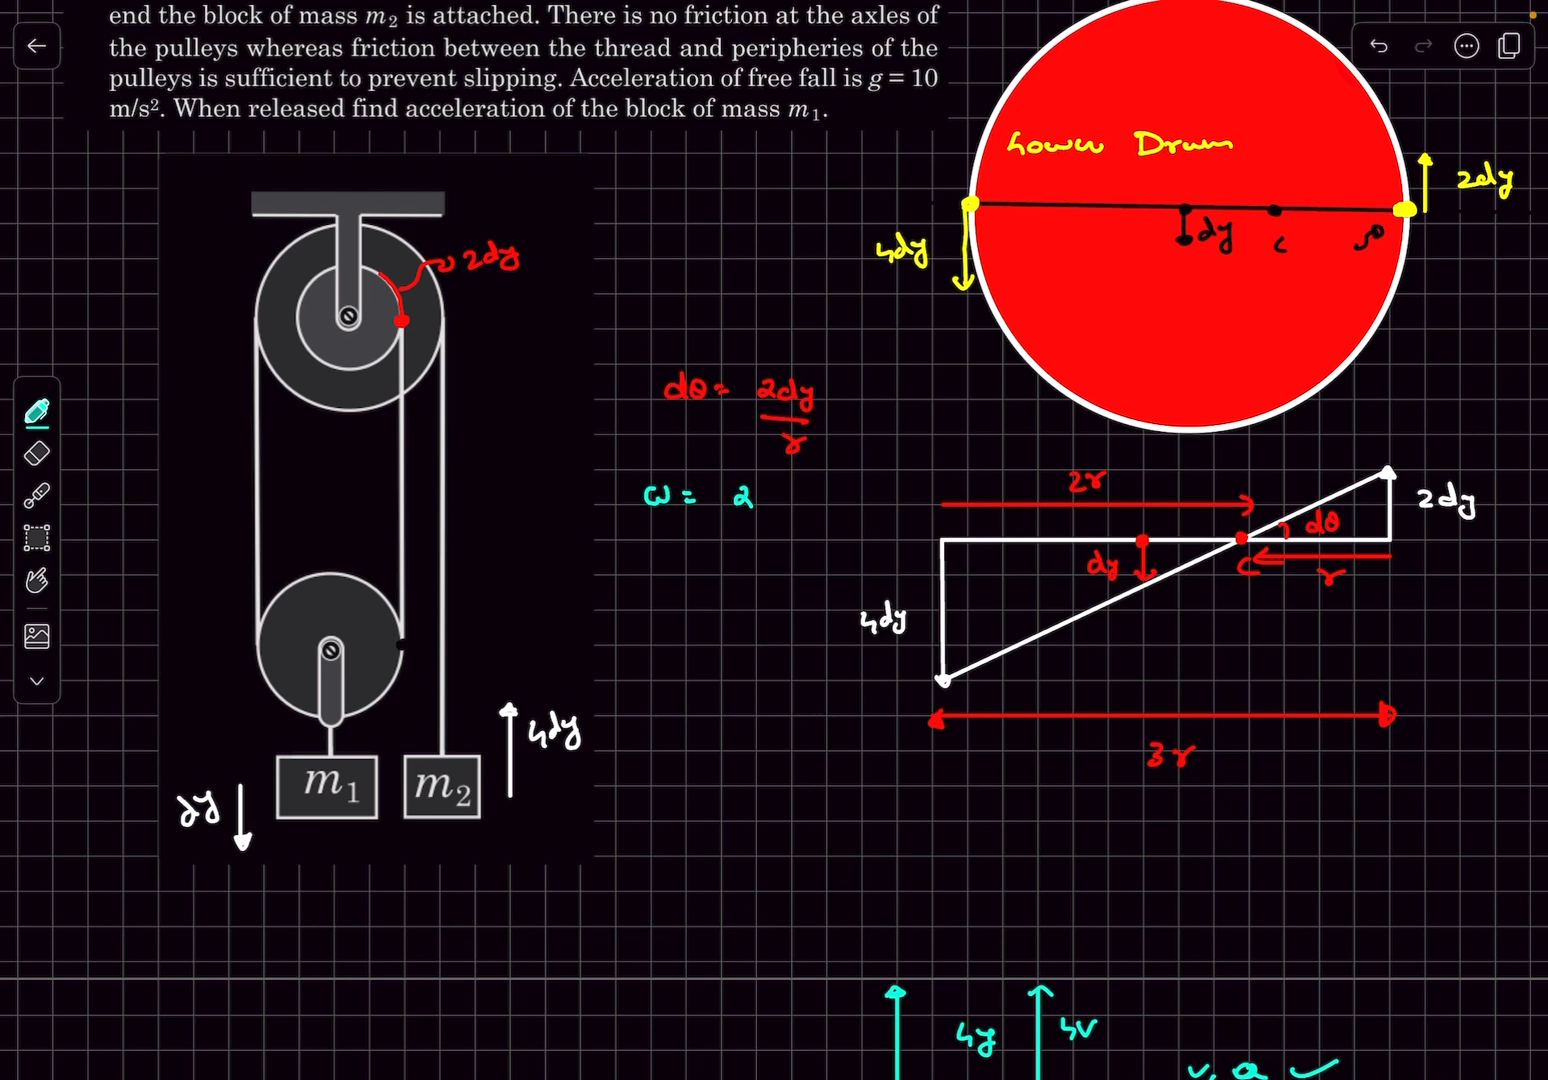 end the block of mass m₂ is attached. There is no friction at the axles of
the pulleys whereas friction between the thread and peripheries of the
pulleys is sufficient to prevent slipping. Acceleration of free fall is g = 10
m/s². When released find acceleration of the block of mass m₁.
Lower Drum
2dy
4dy
dy
c
2dy
dθ = 2dy
r
ω = 2
2r
2dy
dθ
dy
C
r
4dy
3r
4dy
dy
m₁
m₂
4y
4v
v, a ✓